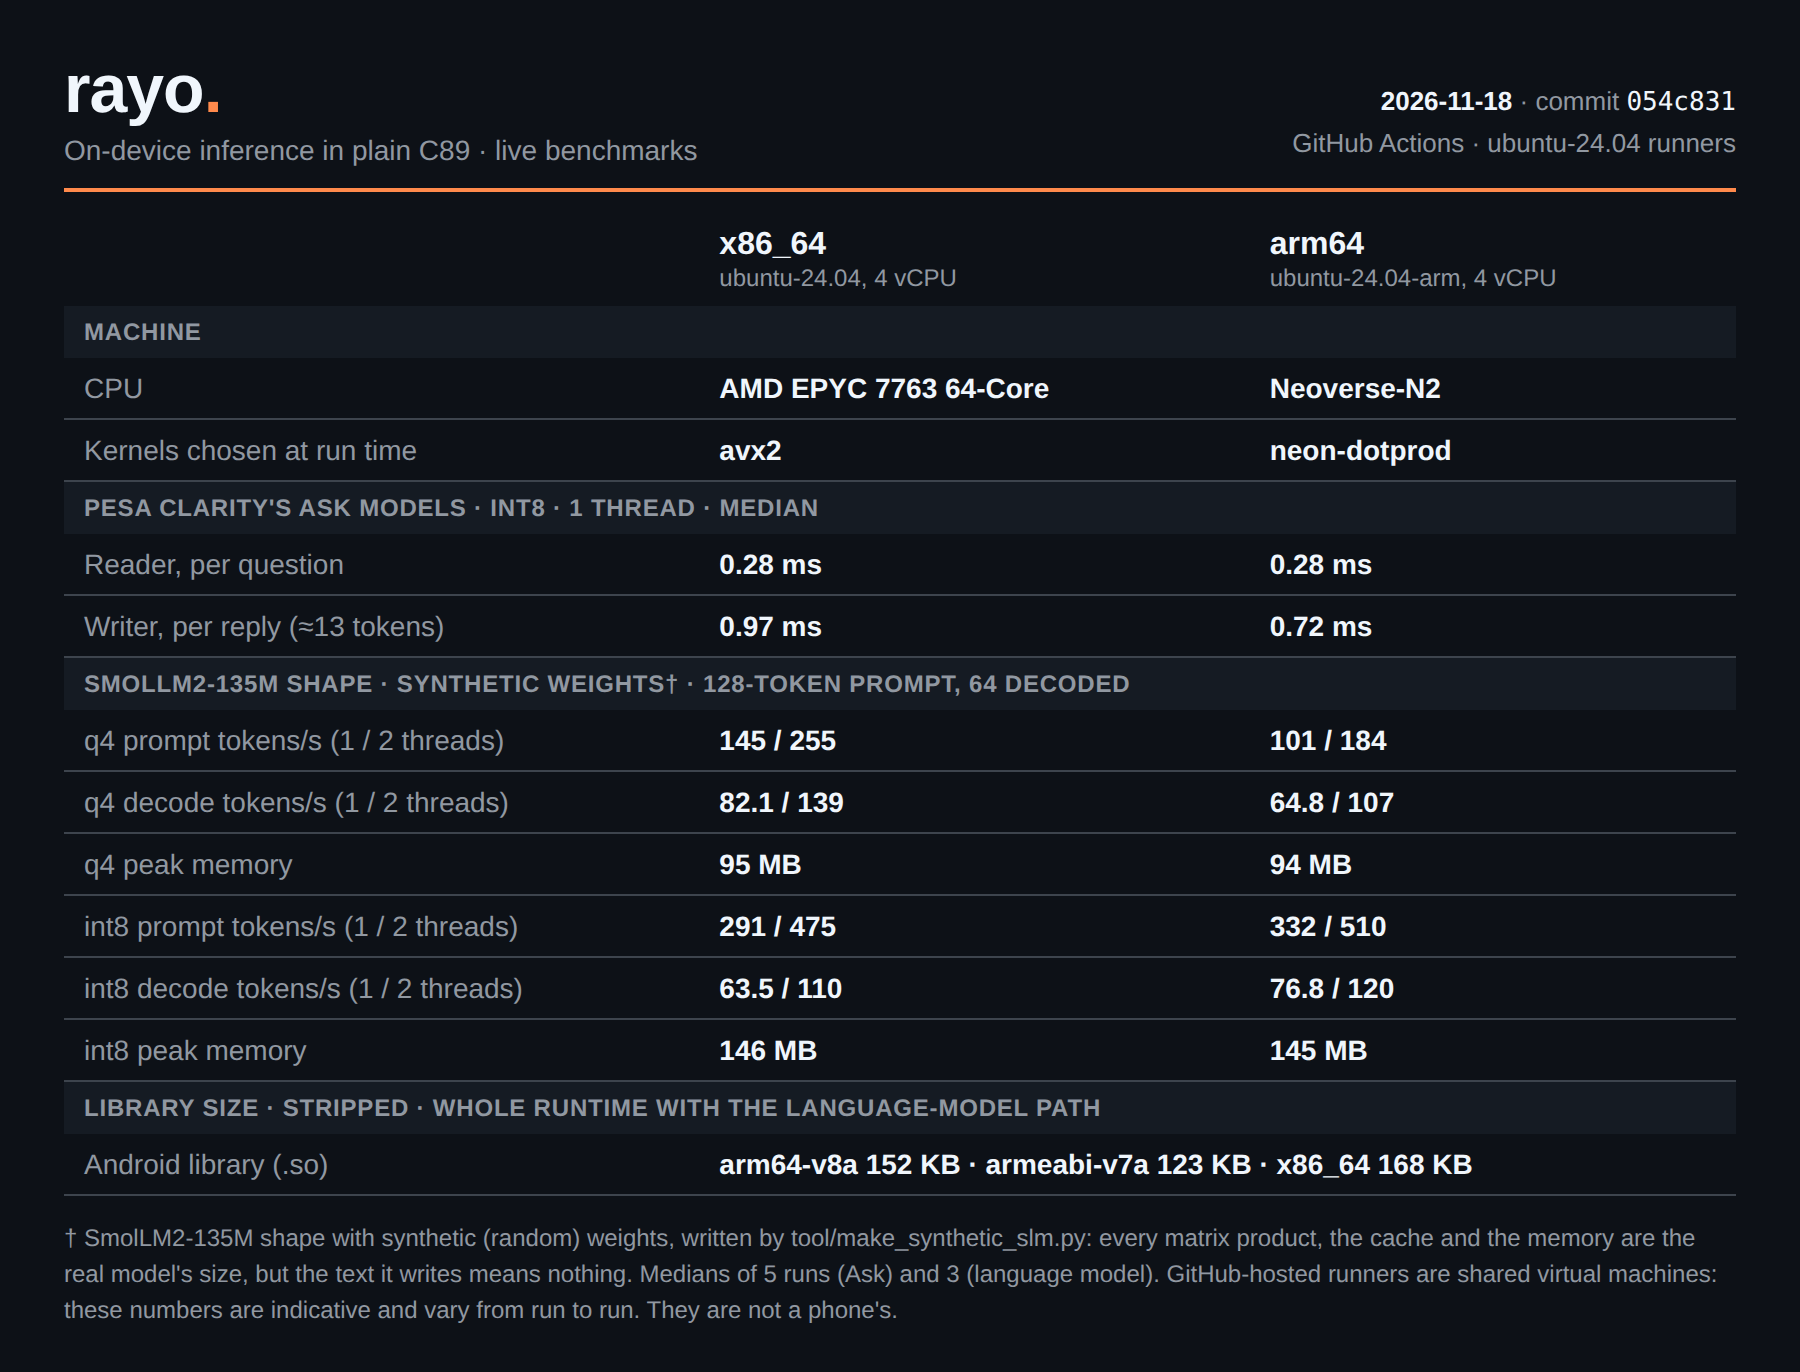 rayo.
On-device inference in plain C89 · live benchmarks
2026-11-18 · commit 054c831
GitHub Actions · ubuntu-24.04 runners
x86_64 arm64
ubuntu-24.04, 4 vCPU ubuntu-24.04-arm, 4 vCPU
MACHINE
CPU AMD EPYC 7763 64-Core Neoverse-N2
Kernels chosen at run time avx2 neon-dotprod
PESA CLARITY'S ASK MODELS · INT8 · 1 THREAD · MEDIAN
Reader, per question 0.28 ms 0.28 ms
Writer, per reply (≈13 tokens) 0.97 ms 0.72 ms
SMOLLM2-135M SHAPE · SYNTHETIC WEIGHTS† · 128-TOKEN PROMPT, 64 DECODED
q4 prompt tokens/s (1 / 2 threads) 145 / 255 101 / 184
q4 decode tokens/s (1 / 2 threads) 82.1 / 139 64.8 / 107
q4 peak memory 95 MB 94 MB
int8 prompt tokens/s (1 / 2 threads) 291 / 475 332 / 510
int8 decode tokens/s (1 / 2 threads) 63.5 / 110 76.8 / 120
int8 peak memory 146 MB 145 MB
LIBRARY SIZE · STRIPPED · WHOLE RUNTIME WITH THE LANGUAGE-MODEL PATH
Android library (.so) arm64-v8a 152 KB · armeabi-v7a 123 KB · x86_64 168 KB
† SmolLM2-135M shape with synthetic (random) weights, written by tool/make_synthetic_slm.py: every matrix product, the cache and the memory are the
real model's size, but the text it writes means nothing. Medians of 5 runs (Ask) and 3 (language model). GitHub-hosted runners are shared virtual machines:
these numbers are indicative and vary from run to run. They are not a phone's.